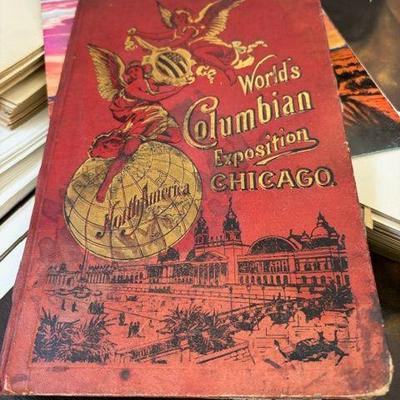 World's
Columbian
Exposition
CHICAGO.
North America